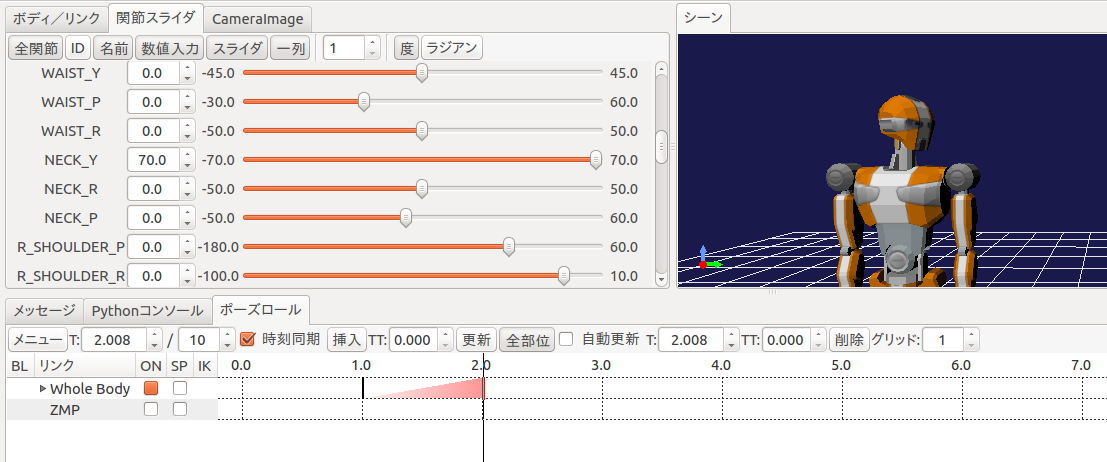 ボディ／リンク 関節スライダ CameraImage
全関節 ID 名前 数値入力 スライダ 一列 1 度 ラジアン
WAIST_Y 0.0 -45.0 45.0
WAIST_P 0.0 -30.0 60.0
WAIST_R 0.0 -50.0 50.0
NECK_Y 70.0 -70.0 70.0
NECK_R 0.0 -50.0 50.0
NECK_P 0.0 -50.0 60.0
R_SHOULDER_P 0.0 -180.0 60.0
R_SHOULDER_R 0.0 -100.0 10.0
シーン
メッセージ Pythonコンソール ポーズロール
メニュー T: 2.008 / 10 時刻同期 挿入 TT: 0.000 更新 全部位 自動更新 T: 2.008 TT: 0.000 削除 グリッド: 1
BL リンク ON SP IK 0.0 1.0 2.0 3.0 4.0 5.0 6.0 7.0
Whole Body
ZMP